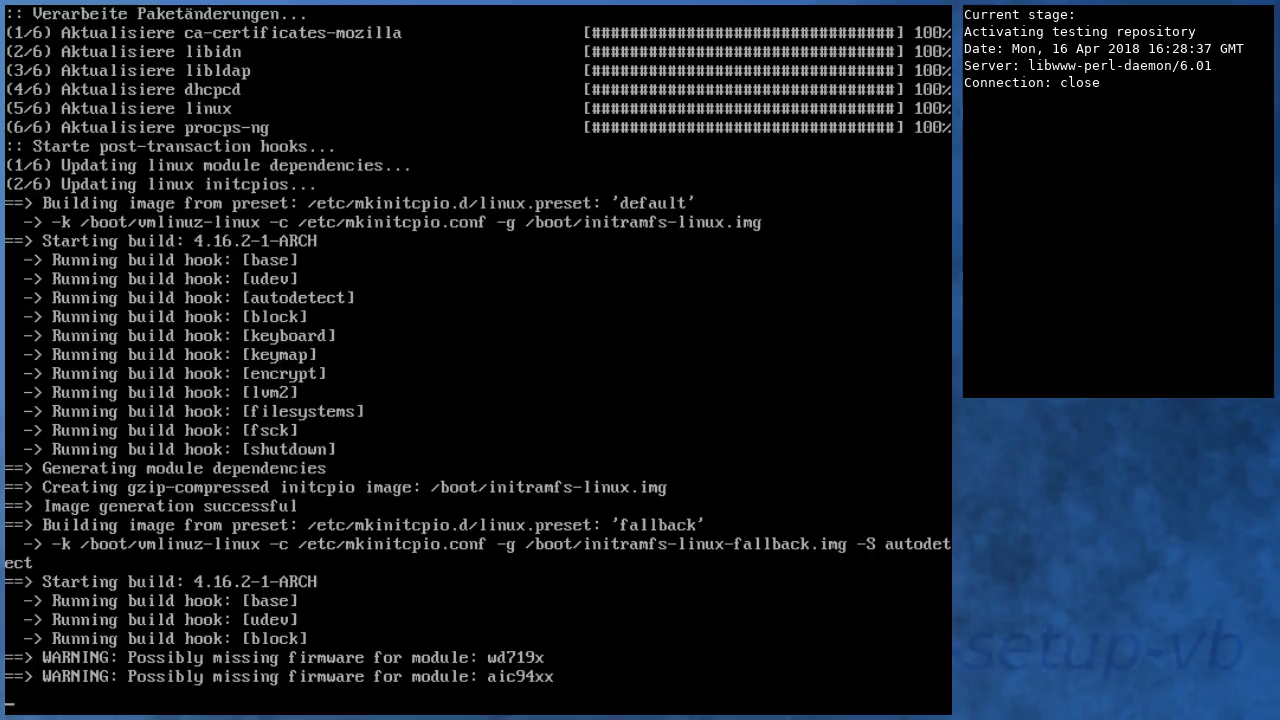 :: Verarbeite Paketänderungen...
(1/6) Aktualisiere ca-certificates-mozilla [################################] 100%
(2/6) Aktualisiere libidn [################################] 100%
(3/6) Aktualisiere libldap [################################] 100%
(4/6) Aktualisiere dhcpcd [################################] 100%
(5/6) Aktualisiere linux [################################] 100%
(6/6) Aktualisiere procps-ng [################################] 100%
:: Starte post-transaction hooks...
(1/6) Updating linux module dependencies...
(2/6) Updating linux initcpios...
==> Building image from preset: /etc/mkinitcpio.d/linux.preset: 'default'
-> -k /boot/vmlinuz-linux -c /etc/mkinitcpio.conf -g /boot/initramfs-linux.img
==> Starting build: 4.16.2-1-ARCH
-> Running build hook: [base]
-> Running build hook: [udev]
-> Running build hook: [autodetect]
-> Running build hook: [block]
-> Running build hook: [keyboard]
-> Running build hook: [keymap]
-> Running build hook: [encrypt]
-> Running build hook: [lvm2]
-> Running build hook: [filesystems]
-> Running build hook: [fsck]
-> Running build hook: [shutdown]
==> Generating module dependencies
==> Creating gzip-compressed initcpio image: /boot/initramfs-linux.img
==> Image generation successful
==> Building image from preset: /etc/mkinitcpio.d/linux.preset: 'fallback'
-> -k /boot/vmlinuz-linux -c /etc/mkinitcpio.conf -g /boot/initramfs-linux-fallback.img -S autodet
ect
==> Starting build: 4.16.2-1-ARCH
-> Running build hook: [base]
-> Running build hook: [udev]
-> Running build hook: [block]
==> WARNING: Possibly missing firmware for module: wd719x
==> WARNING: Possibly missing firmware for module: aic94xx
_
Current stage:
Activating testing repository
Date: Mon, 16 Apr 2018 16:28:37 GMT
Server: libwww-perl-daemon/6.01
Connection: close
setup-vb